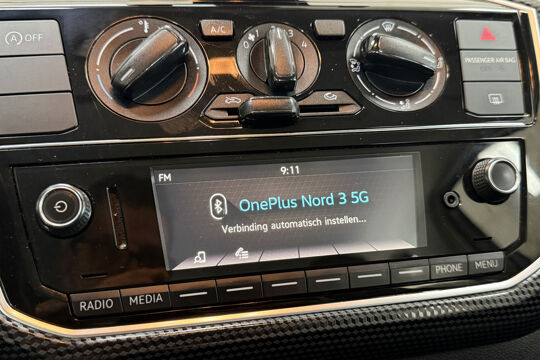 A OFF
A/C
0 1 2 3 4
PASSENGER AIR BAG
FM
9:11
OnePlus Nord 3 5G
Verbinding automatisch instellen...
RADIO
MEDIA
PHONE
MENU